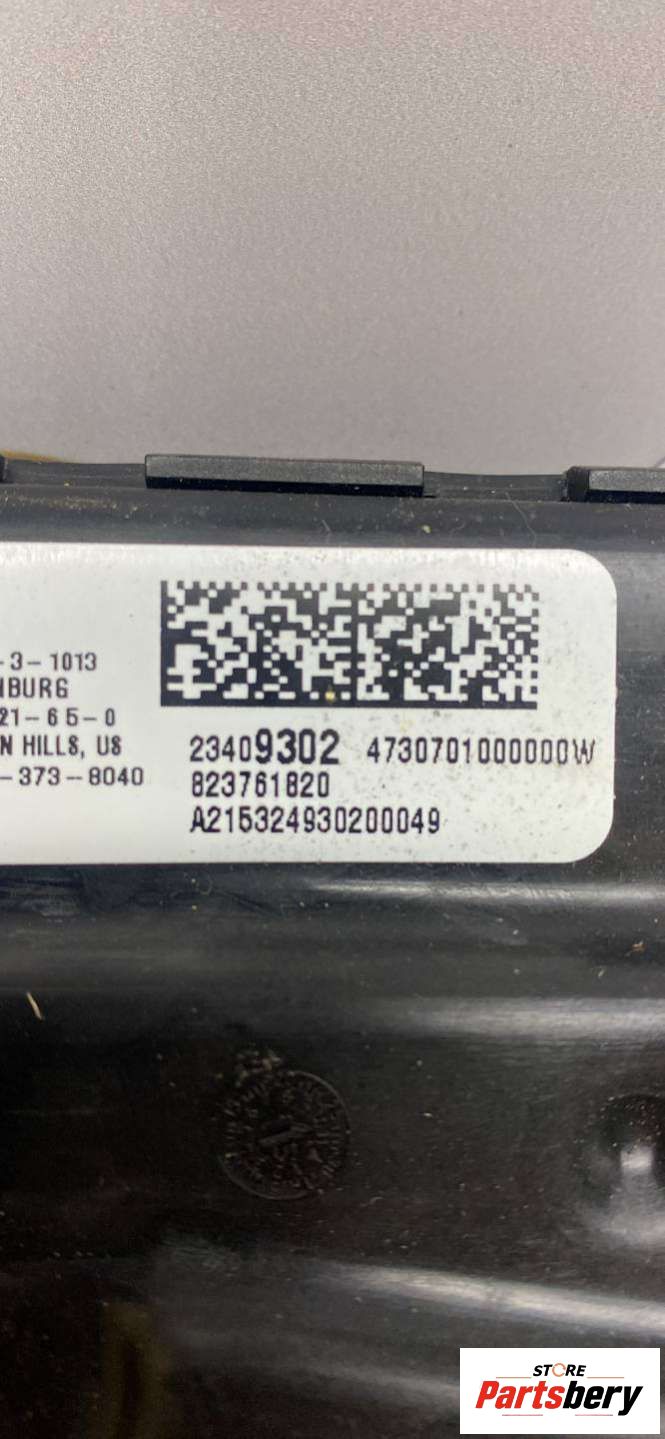 -3-1013
NBURG
21-65-0
N HILLS, US
-373-8040
23409302 4730701000000W
823761820
A215324930200049
STORE
Partsbery